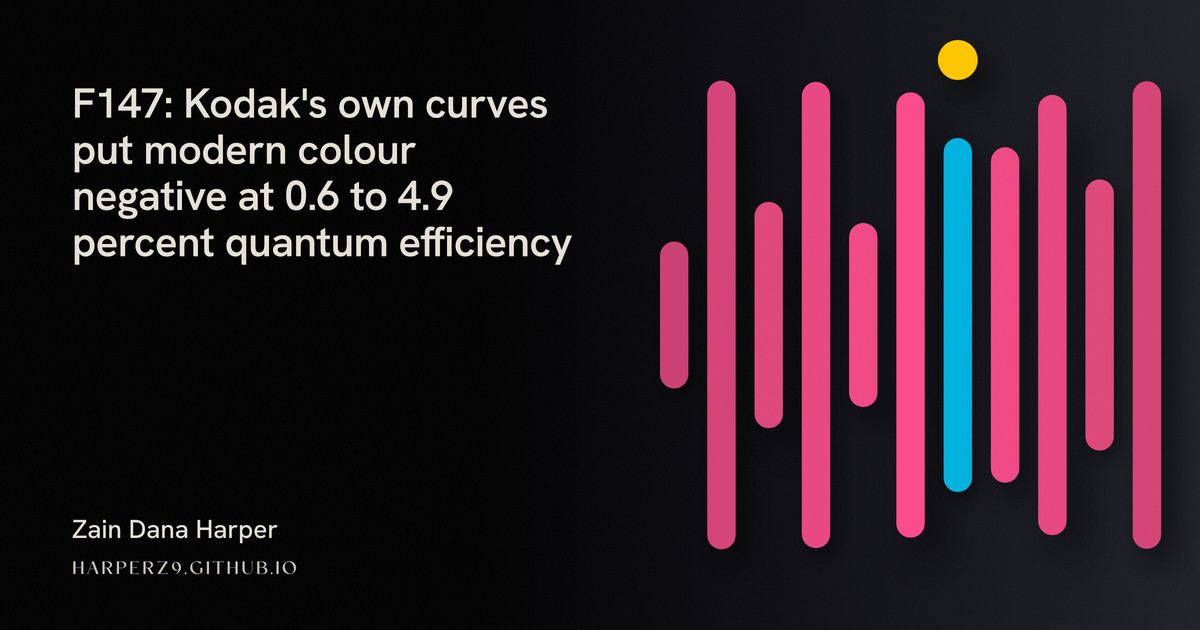 F147: Kodak's own curves
put modern colour
negative at 0.6 to 4.9
percent quantum efficiency
Zain Dana Harper
HARPERZ9.GITHUB.IO